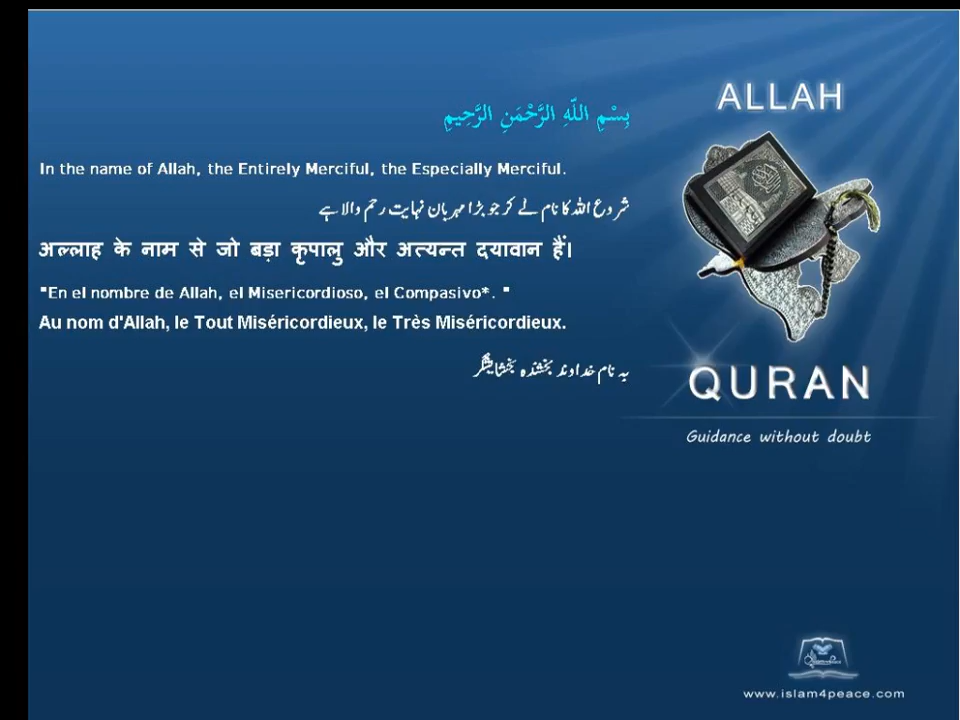 بِسْمِ اللَّهِ الرَّحْمَنِ الرَّحِيمِ
In the name of Allah, the Entirely Merciful, the Especially Merciful.
شروع الله کا نام لے کر جو بڑا مہربان نہایت رحم والا ہے
अल्लाह के नाम से जो बड़ा कृपालु और अत्यन्त दयावान हैं।
"En el nombre de Allah, el Misericordioso, el Compasivo*. "
Au nom d'Allah, le Tout Miséricordieux, le Très Miséricordieux.
به نام خداوند بخشنده بخشایشگر
ALLAH
QURAN
Guidance without doubt
www.islam4peace.com